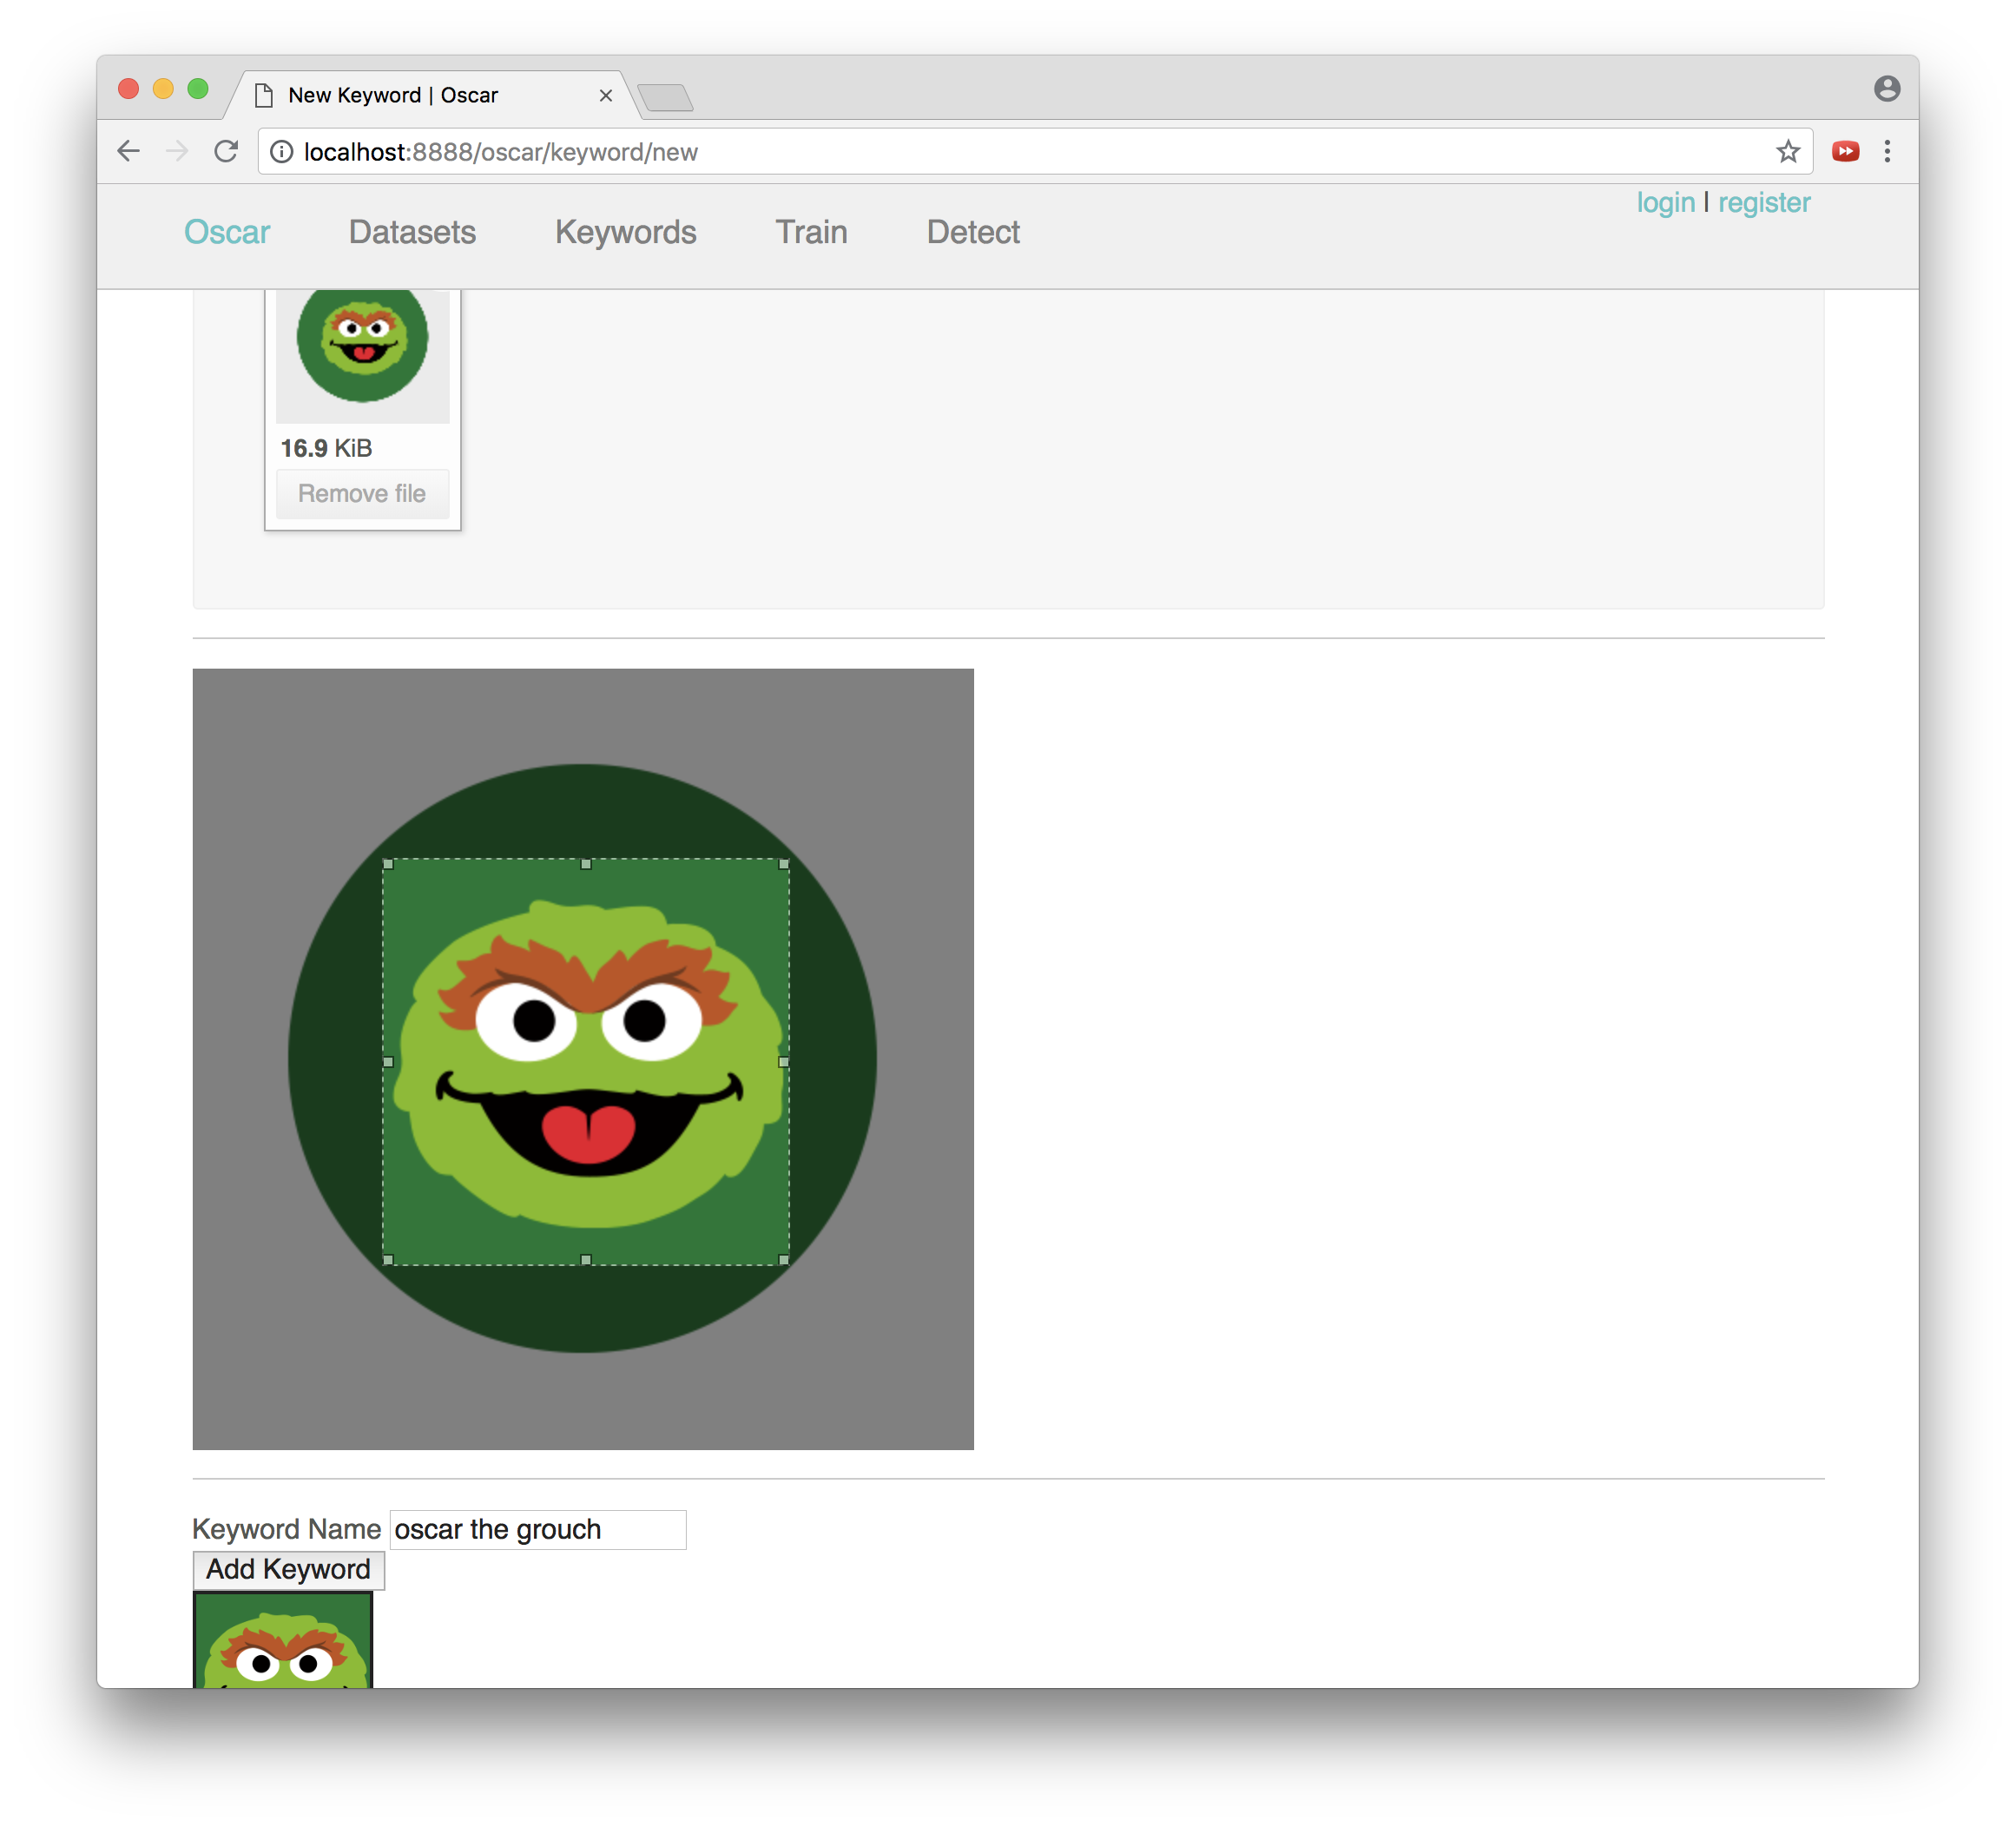 New Keyword | Oscar
localhost:8888/oscar/keyword/new
login | register
Oscar Datasets Keywords Train Detect
16.9 KiB
Remove file
Keyword Name oscar the grouch
Add Keyword